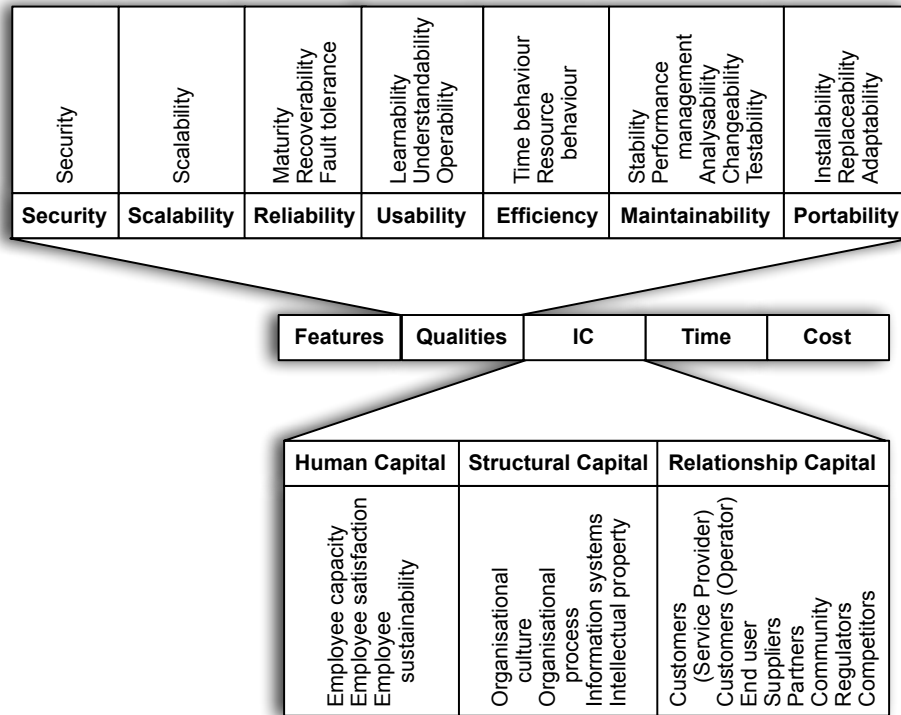 Security
Scalability
Maturity
Recoverability
Fault tolerance
Learnability
Understandability
Operability
Time behaviour
Resource
behaviour
Stability
Performance
management
Analysability
Changeability
Testability
Installability
Replaceability
Adaptability
Security
Scalability
Reliability
Usability
Efficiency
Maintainability
Portability
Features
Qualities
IC
Time
Cost
Human Capital
Structural Capital
Relationship Capital
Employee capacity
Employee satisfaction
Employee
sustainability
Organisational
culture
Organisational
process
Information systems
Intellectual property
Customers
(Service Provider)
Customers (Operator)
End user
Suppliers
Partners
Community
Regulators
Competitors